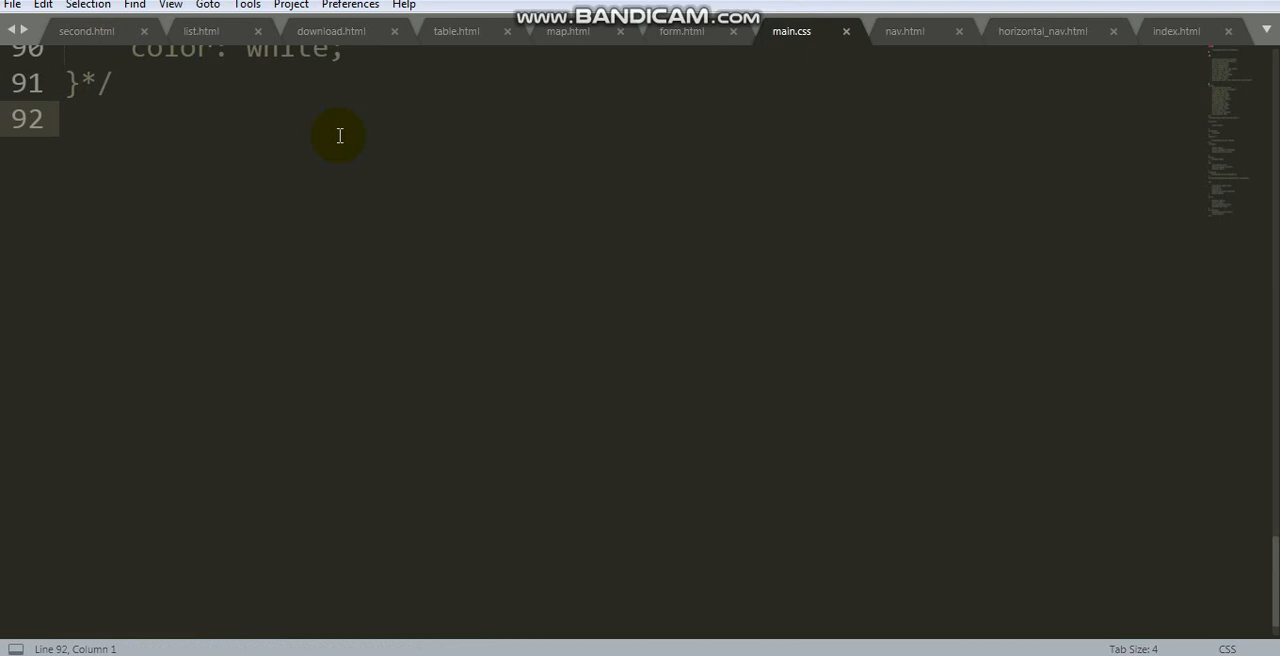 File Edit Selection Find View Goto Tools Project Preferences Help
www.BANDICAM.com
second.html list.html download.html table.html map.html form.html main.css nav.html horizontal_nav.html index.html
90 color: white;
91 }*/
92
Line 92, Column 1 Tab Size: 4 CSS